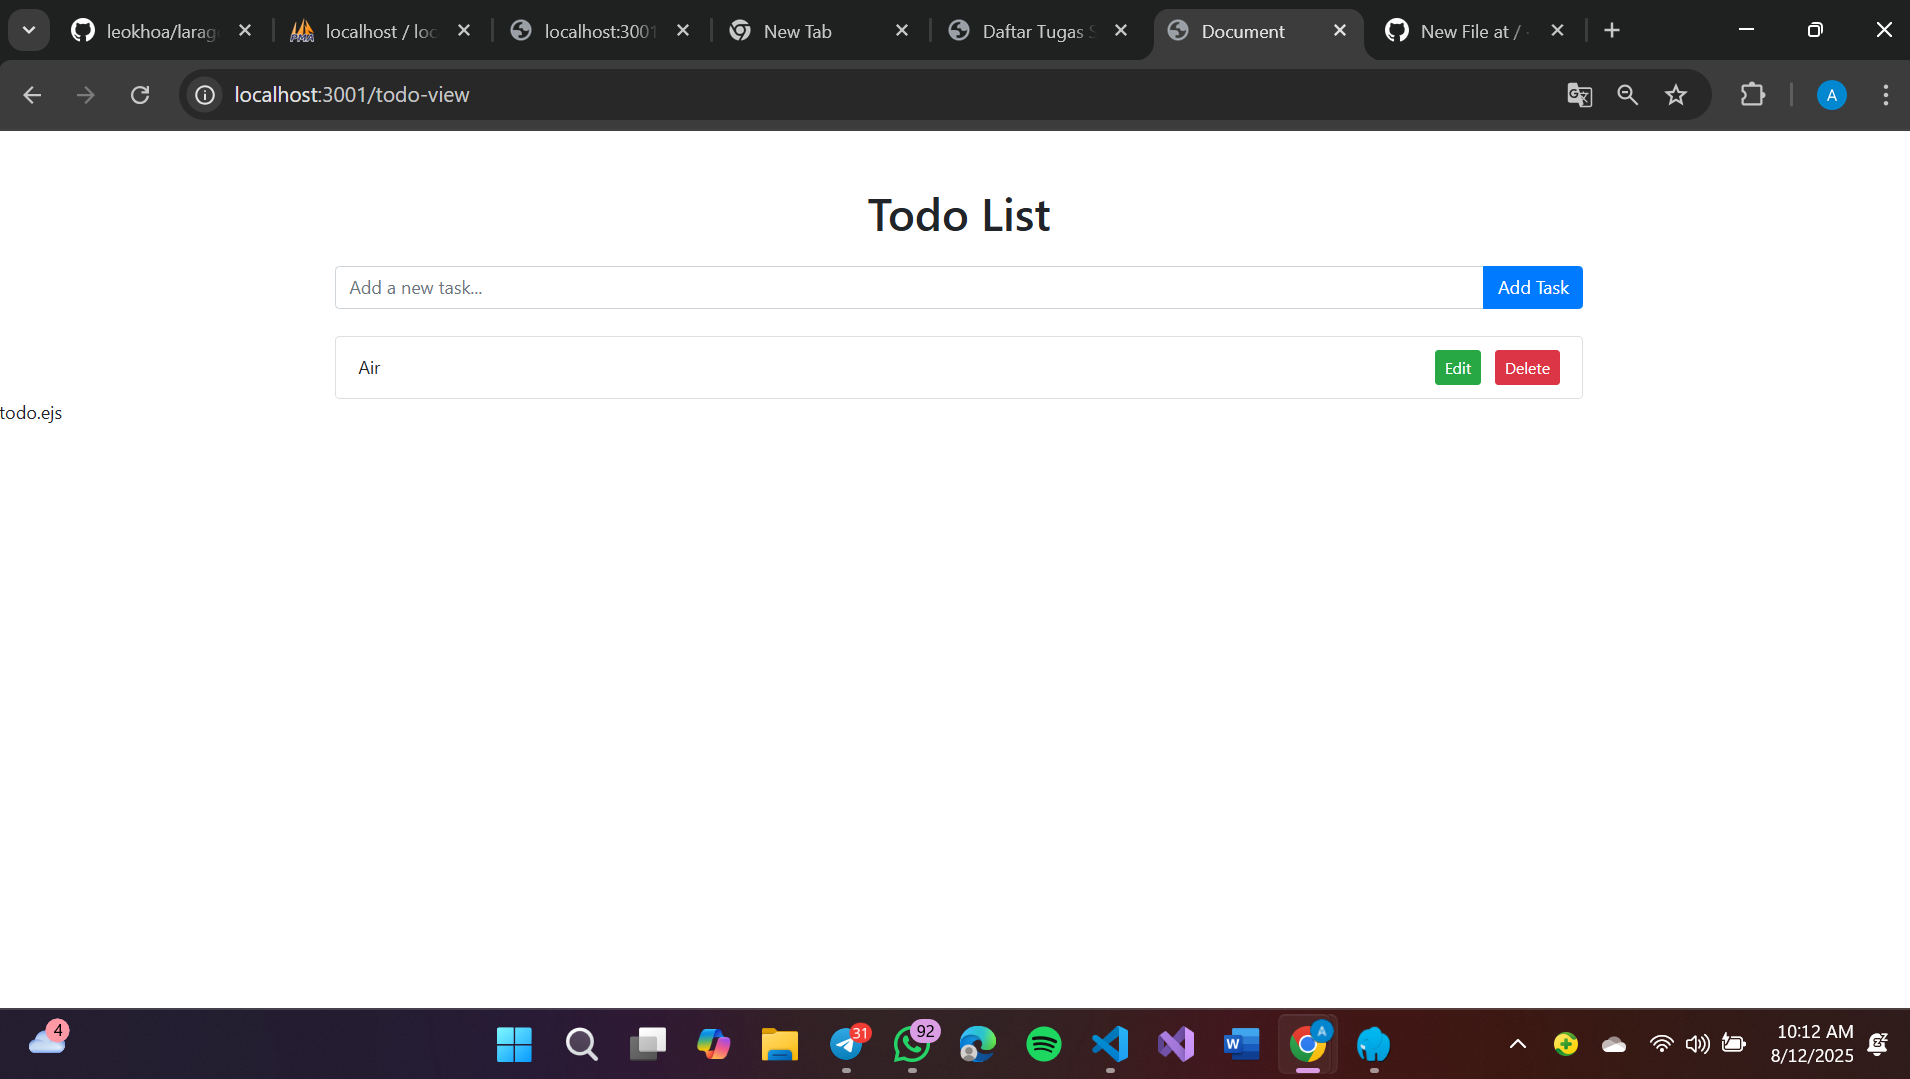 leokhoa/larag
localhost / loc
localhost:3001
New Tab
Daftar Tugas S
Document
New File at /
localhost:3001/todo-view
A
Todo List
Add a new task...
Add Task
Air
Edit
Delete
todo.ejs
4
31
92
W
A
10:12 AM
8/12/2025